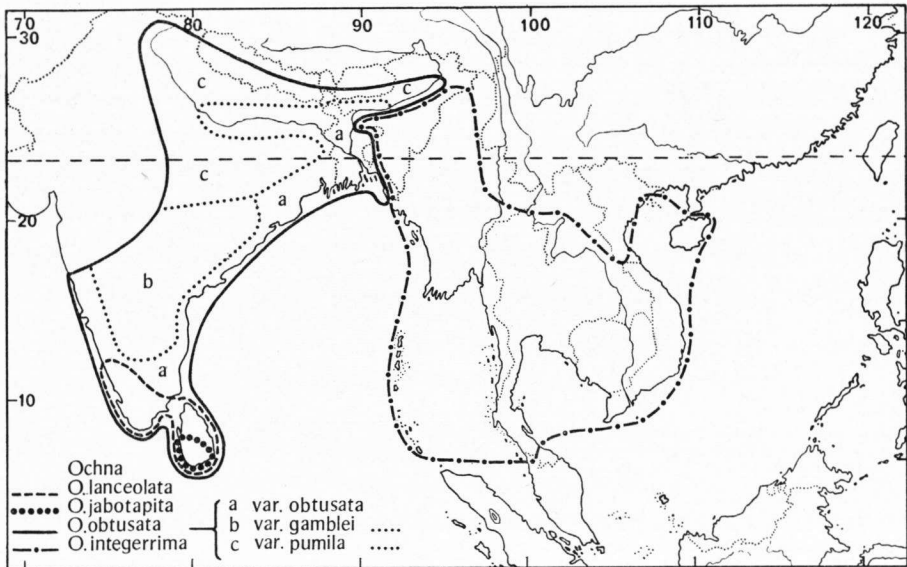 70 80 90 100 110 120
30
c
c
a
c
20
a
b
a
10
Ochna
O.lanceolata
O.jabotapita
O.obtusata
O.integerrima
a var. obtusata
b var. gamblei
c var. pumila